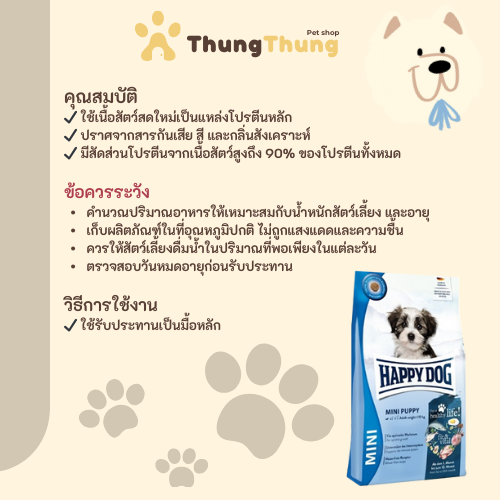 Pet shop
ThungThung
คุณสมบัติ
✓ ใช้เนื้อสัตว์สดใหม่เป็นแหล่งโปรตีนหลัก
✓ ปราศจากสารกันเสีย สี และกลิ่นสังเคราะห์
✓ มีสัดส่วนโปรตีนจากเนื้อสัตว์สูงถึง 90% ของโปรตีนทั้งหมด
ข้อควรระวัง
• คำนวณปริมาณอาหารให้เหมาะสมกับน้ำหนักสัตว์เลี้ยง และอายุ
• เก็บผลิตภัณฑ์ในที่อุณหภูมิปกติ ไม่ถูกแสงแดดและความชื้น
• ควรให้สัตว์เลี้ยงดื่มน้ำในปริมาณที่พอเพียงในแต่ละวัน
• ตรวจสอบวันหมดอายุก่อนรับประทาน
วิธีการใช้งาน
✓ ใช้รับประทานเป็นมื้อหลัก
HAPPY DOG
MINI PUPPY
MINI